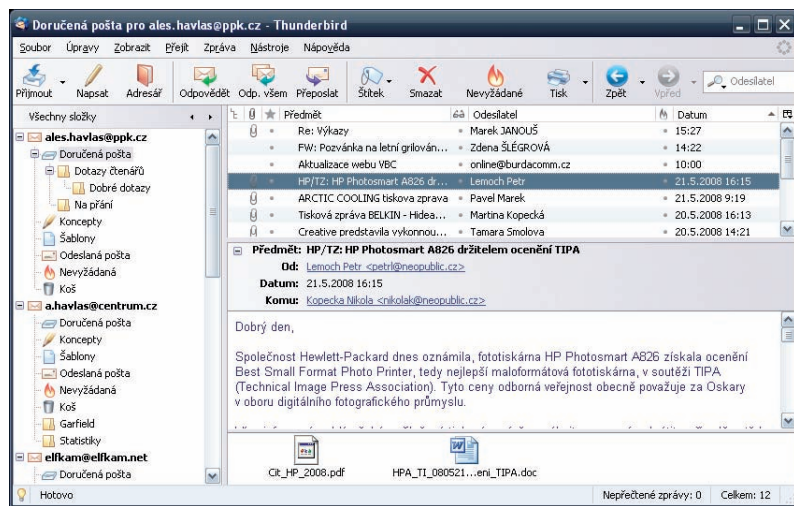 Doručená pošta pro ales.havlas@ppk.cz - Thunderbird
Soubor Úpravy Zobrazit Přejít Zpráva Nástroje Nápověda
Přijmout Napsat Adresář Odpovědět Odp. všem Přeposlat Štítek Smazat Nevyžádané Tisk Zpět Vpřed Odesílatel
Všechny složky
Předmět Odesílatel Datum
ales.havlas@ppk.cz
Doručená pošta
Dotazy čtenářů
Dobré dotazy
Na přání
Koncepty
Šablony
Odeslaná pošta
Nevyžádaná
Koš
a.havlas@centrum.cz
Doručená pošta
Koncepty
Šablony
Odeslaná pošta
Nevyžádaná
Koš
Garfield
Statistiky
elfkam@elfkam.net
Doručená pošta
Re: Výkazy Marek JANOUŠ 15:27
FW: Pozvánka na letní grilován... Zdena ŠLÉGROVÁ 14:22
Aktualizace webu VBC online@burdacomm.cz 10:00
HP/TZ: HP Photosmart A826 dr... Lemoch Petr 21.5.2008 16:15
ARCTIC COOLING tiskova zprava Pavel Marek 21.5.2008 9:19
Tisková zpráva BELKIN - Hidea... Martina Kopecká 20.5.2008 16:13
Creative predstavila vykonnou... Tamara Smolova 20.5.2008 14:21
Předmět: HP/TZ: HP Photosmart A826 držitelem ocenění TIPA
Od: Lemoch Petr <petrl@neopublic.cz>
Datum: 21.5.2008 16:15
Komu: Kopecka Nikola <nikolak@neopublic.cz>
Dobrý den,
Společnost Hewlett-Packard dnes oznámila, fototiskárna HP Photosmart A826 získala ocenění
Best Small Format Photo Printer, tedy nejlepší maloformátová fototiskárna, v soutěži TIPA
(Technical Image Press Association). Tyto ceny odborná veřejnost obecně považuje za Oskary
v oboru digitálního fotografického průmyslu.
Cit_HP_2008.pdf HPA_TI_080521...eni_TIPA.doc
Hotovo Nepřečtené zprávy: 0 Celkem: 12